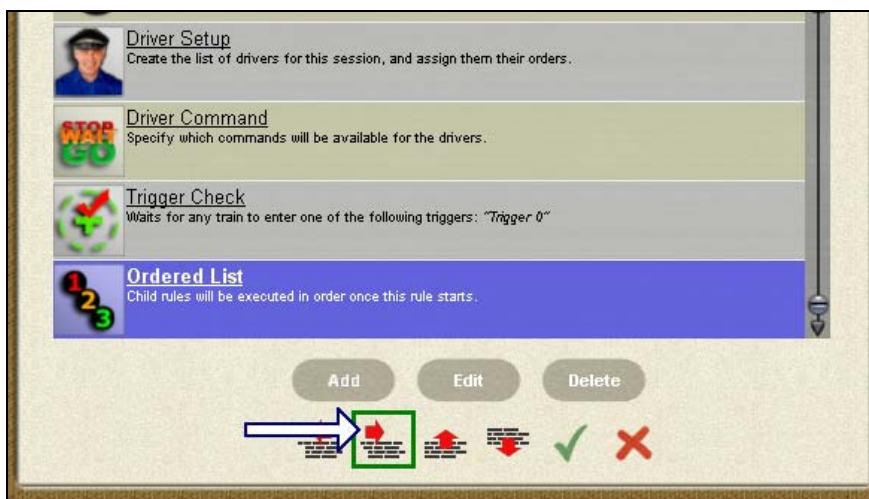 Driver Setup
Create the list of drivers for this session, and assign them their orders.
STOP
WAIT
GO
Driver Command
Specify which commands will be available for the drivers.
Trigger Check
Waits for any train to enter one of the following triggers: "Trigger 0"
1
2
3
Ordered List
Child rules will be executed in order once this rule starts.
Add Edit Delete